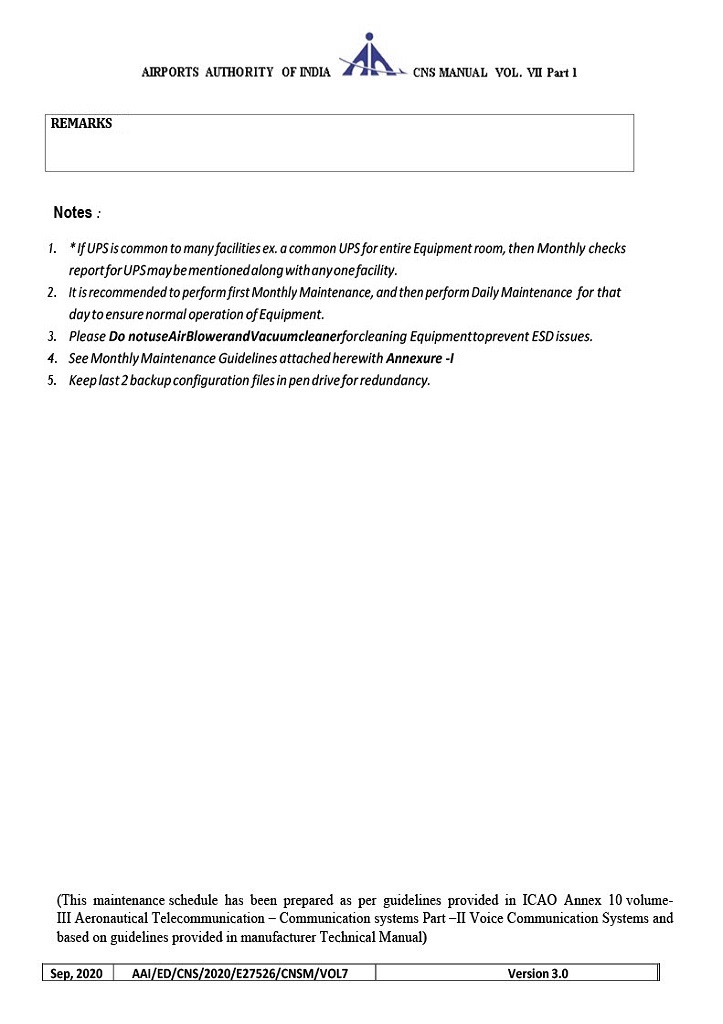 AIRPORTS AUTHORITY OF INDIA CNS MANUAL VOL. VII Part 1
REMARKS
Notes :
1. * If UPS is common to many facilities ex. a common UPS for entire Equipment room, then Monthly checks
report for UPS may be mentioned along with any one facility.
2. It is recommended to perform first Monthly Maintenance, and then perform Daily Maintenance for that
day to ensure normal operation of Equipment.
3. Please Do notuseAirBlowerandVacuumcleanerforcleaning Equipmenttoprevent ESD issues.
4. See Monthly Maintenance Guidelines attached herewith Annexure -I
5. Keep last 2 backup configuration files in pen drive for redundancy.
(This maintenance schedule has been prepared as per guidelines provided in ICAO Annex 10 volume-
III Aeronautical Telecommunication – Communication systems Part –II Voice Communication Systems and
based on guidelines provided in manufacturer Technical Manual)
Sep, 2020 AAI/ED/CNS/2020/E27526/CNSM/VOL7 Version 3.0